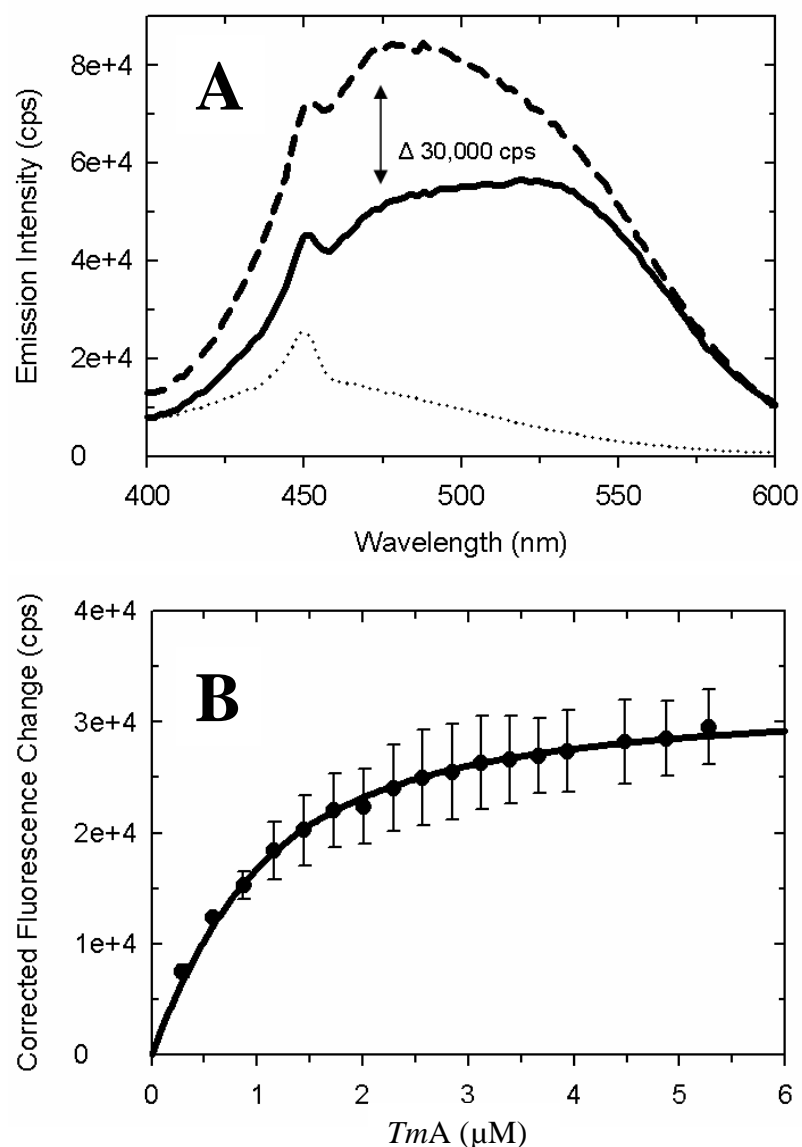 A
8e+4
6e+4
4e+4
2e+4
0
Emission Intensity (cps)
Δ 30,000 cps
400 450 500 550 600
Wavelength (nm)
B
4e+4
3e+4
2e+4
1e+4
0
Corrected Fluorescence Change (cps)
0 1 2 3 4 5 6
TmA (µM)